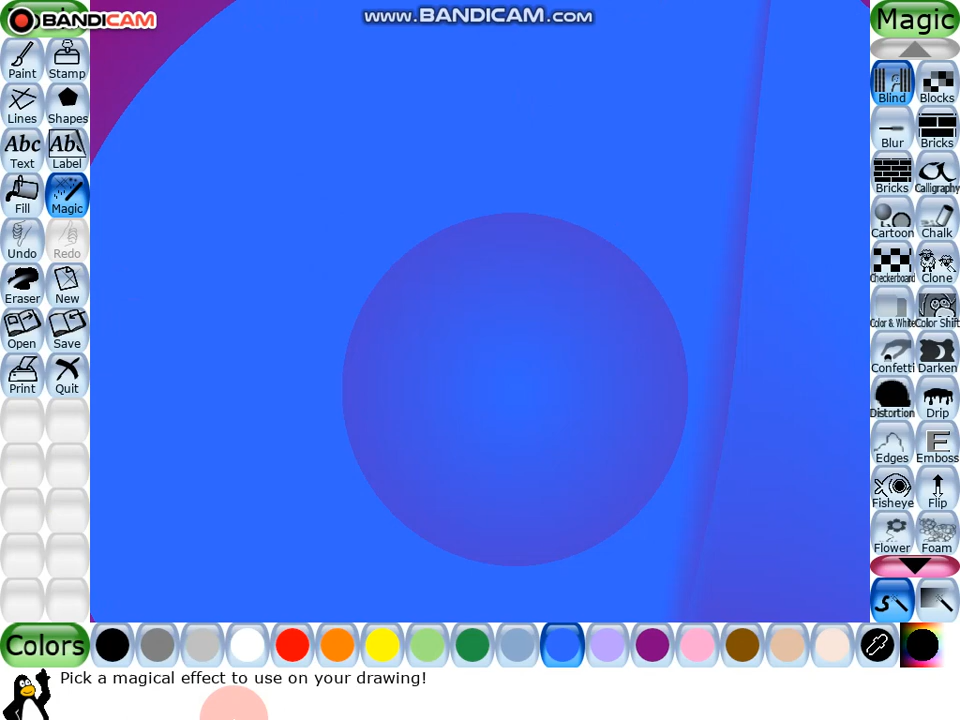 BANDICAM
www.BANDICAM.com
Magic
Paint
Stamp
Lines
Shapes
Abc
Text
Abc
Label
Fill
Magic
Undo
Redo
Eraser
New
Open
Save
Print
Quit
Blind
Blocks
Blur
Bricks
Bricks
Calligraphy
Cartoon
Chalk
Checkerboard
Clone
Color & White
Color Shift
Confetti
Darken
Distortion
Drip
Edges
E
Emboss
Fisheye
Flip
Flower
Foam
Colors
Pick a magical effect to use on your drawing!